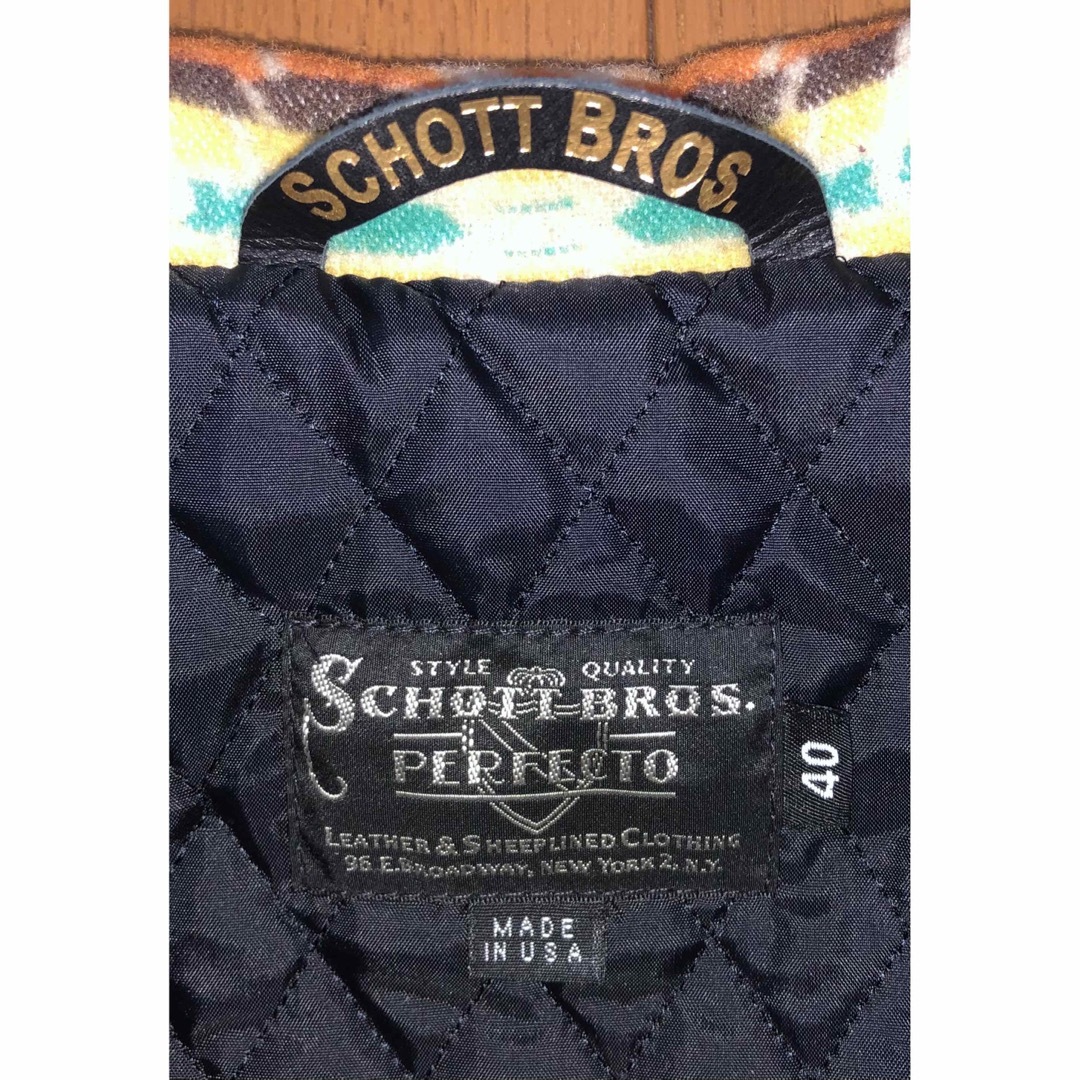 SCHOTT BROS.
STYLE QUALITY
SCHOTT BROS.
PERFECTO
LEATHER & SHEEPLINED CLOTHING
96 E. BROADWAY, NEW YORK 2, N.Y.
40
MADE
IN USA